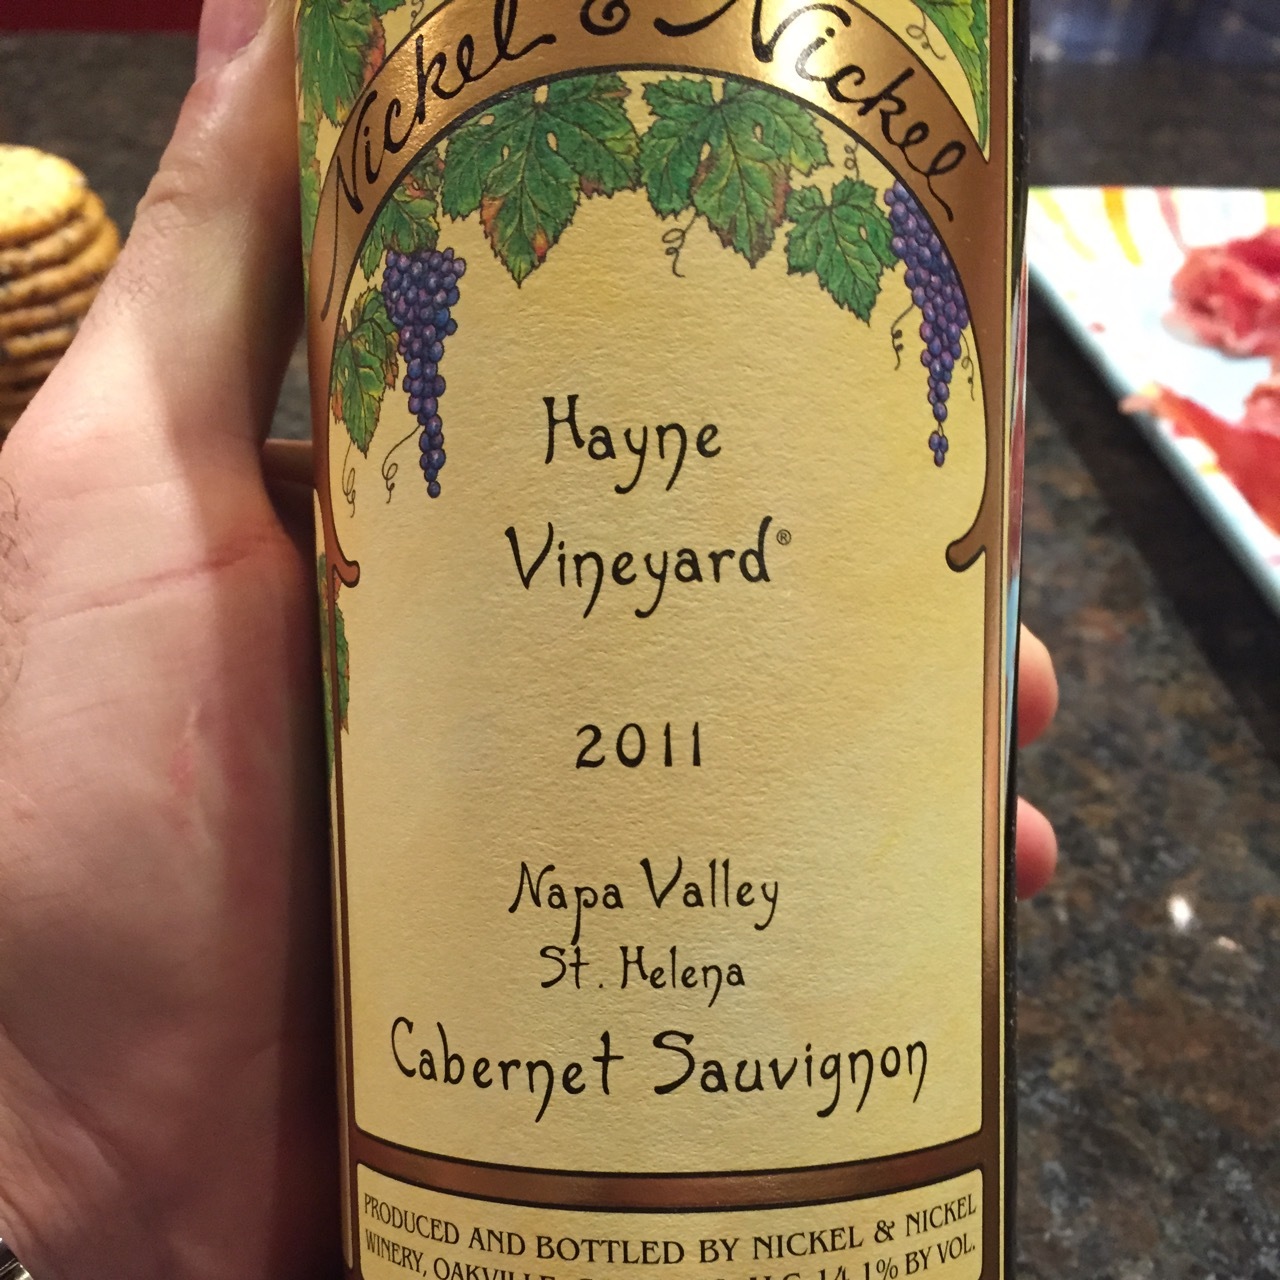 Nickel & Nickel
Hayne
Vineyard®
2011
Napa Valley
St. Helena
Cabernet Sauvignon
PRODUCED AND BOTTLED BY NICKEL & NICKEL
WINERY, OAKVILLE, 14.1% BY VOL.